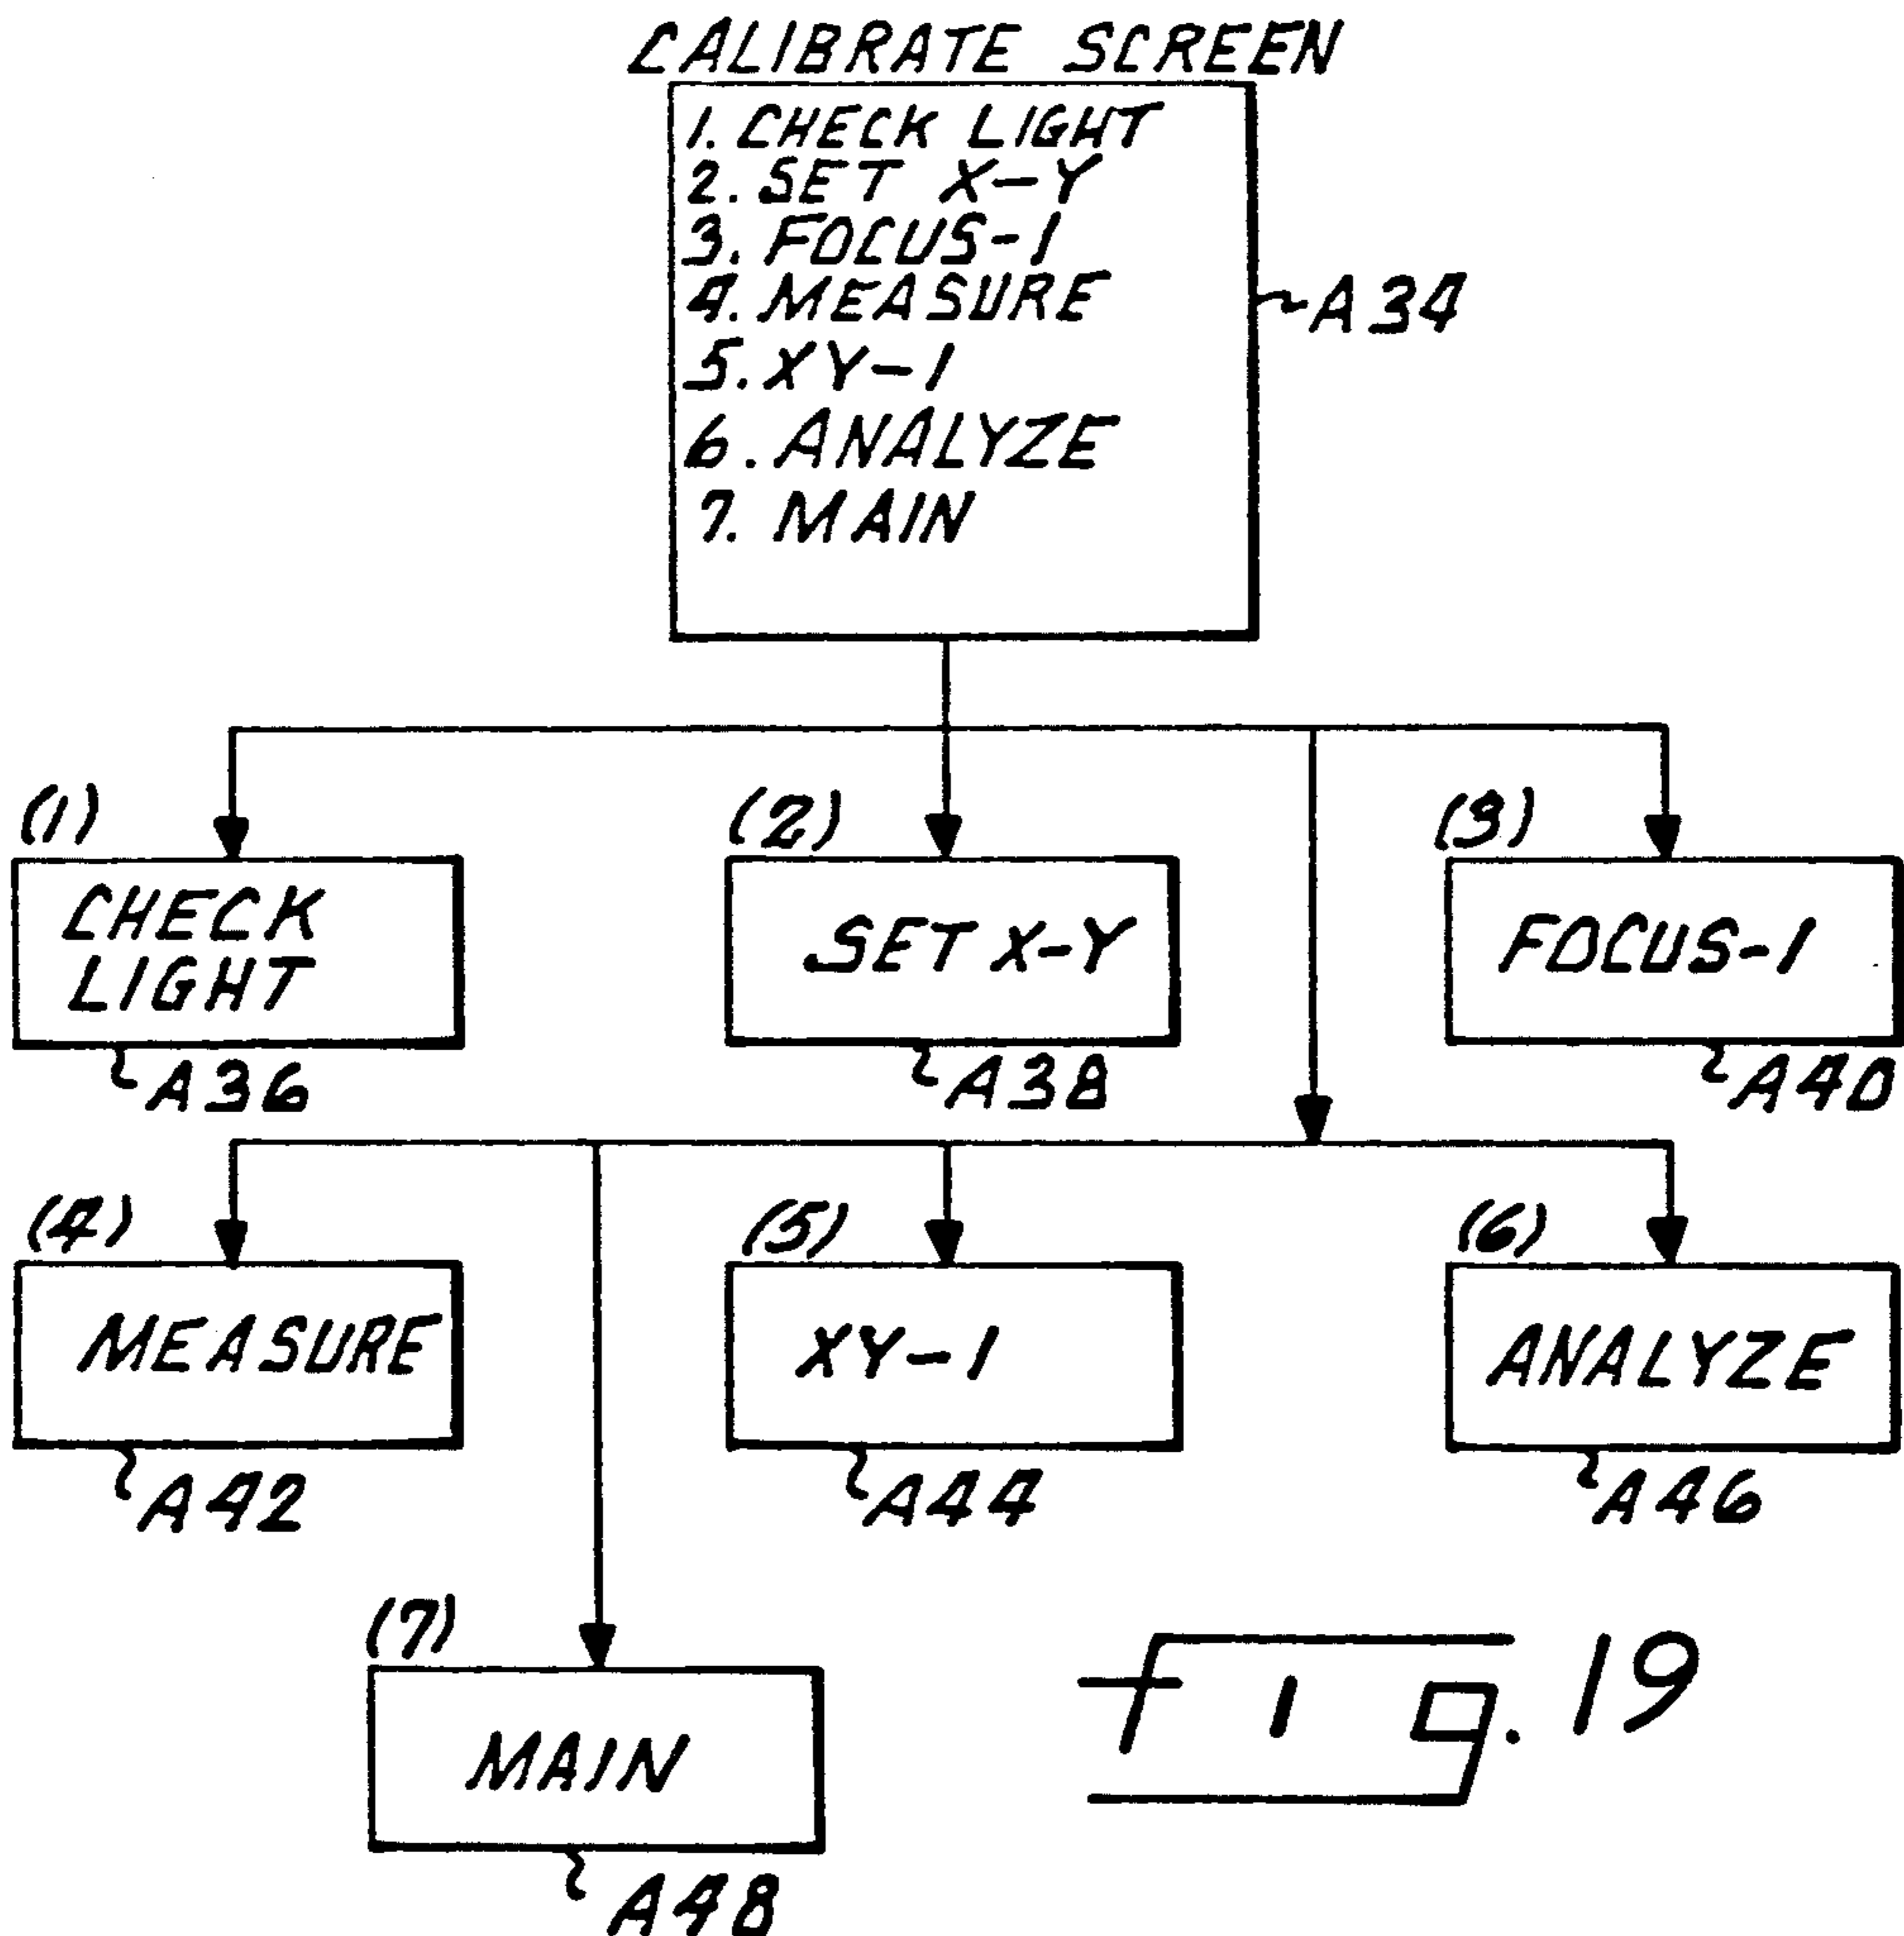 CALIBRATE SCREEN
1. CHECK LIGHT
2. SET X-Y
3. FOCUS-1
4. MEASURE
5. XY-1
6. ANALYZE
7. MAIN
A34
(1)
CHECK
LIGHT
A36
(2)
SET X-Y
A38
(3)
FOCUS-1
A40
(4)
MEASURE
A42
(5)
XY-1
A44
(6)
ANALYZE
A46
(7)
MAIN
A48
Fig. 19